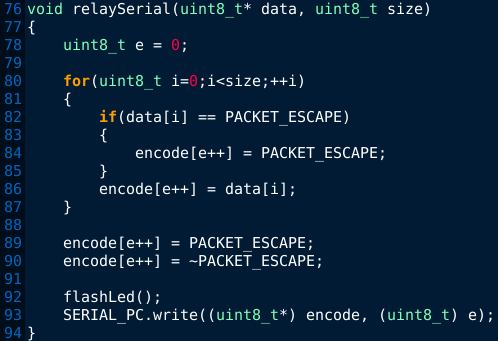 76 void relaySerial(uint8_t* data, uint8_t size)
77 {
78     uint8_t e = 0;
79
80     for(uint8_t i=0;i<size;++i)
81     {
82         if(data[i] == PACKET_ESCAPE)
83         {
84             encode[e++] = PACKET_ESCAPE;
85         }
86         encode[e++] = data[i];
87     }
88
89     encode[e++] = PACKET_ESCAPE;
90     encode[e++] = ~PACKET_ESCAPE;
91
92     flashLed();
93     SERIAL_PC.write((uint8_t*) encode, (uint8_t) e);
94 }